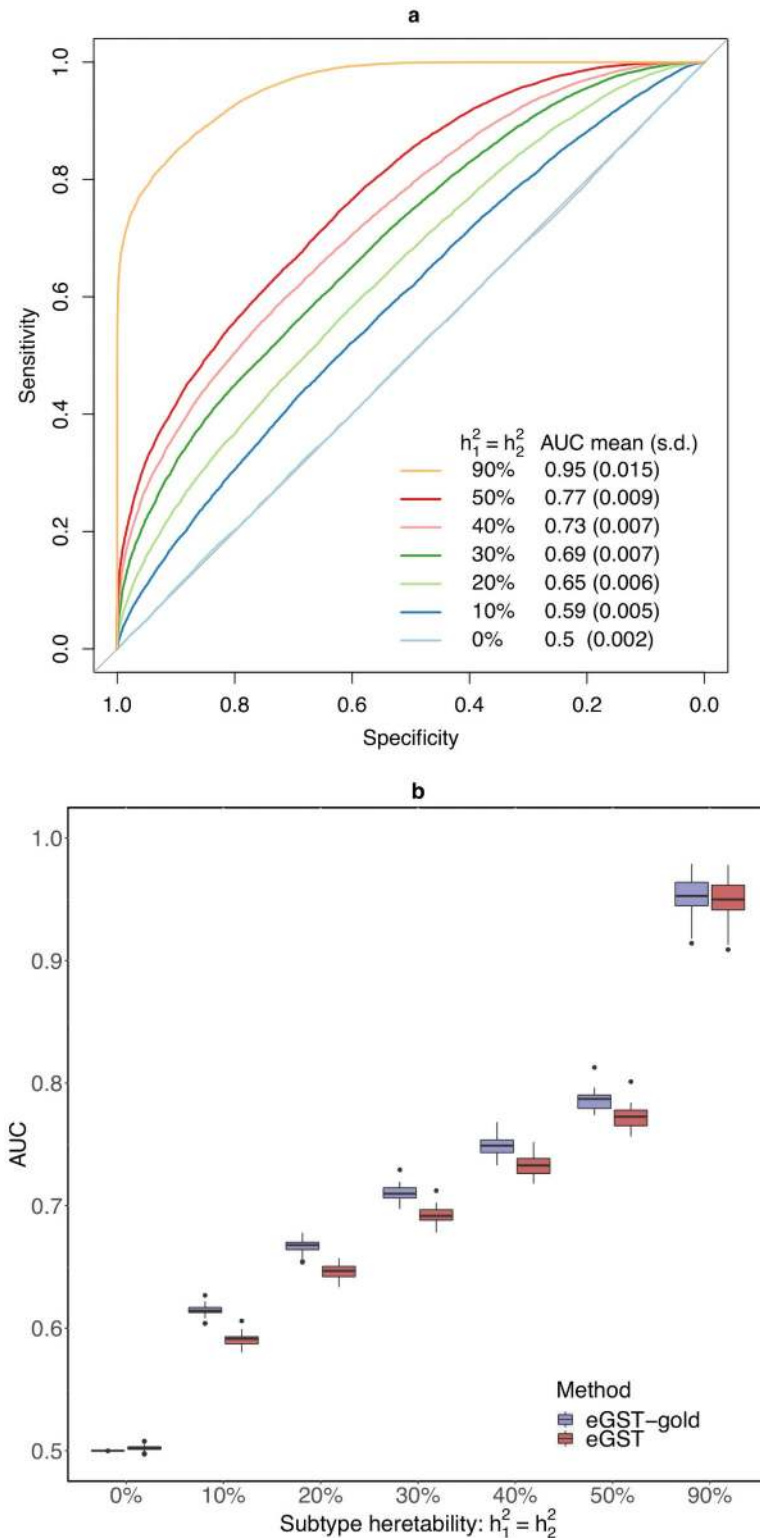 a
1.0
0.8
0.6
0.4
0.2
0.0
Sensitivity
h₁² = h₂² AUC mean (s.d.)
90% 0.95 (0.015)
50% 0.77 (0.009)
40% 0.73 (0.007)
30% 0.69 (0.007)
20% 0.65 (0.006)
10% 0.59 (0.005)
0% 0.5 (0.002)
1.0 0.8 0.6 0.4 0.2 0.0
Specificity
b
1.0
0.9
0.8
0.7
0.6
0.5
AUC
Method
eGST-gold
eGST
0% 10% 20% 30% 40% 50% 90%
Subtype heretability: h₁² = h₂²